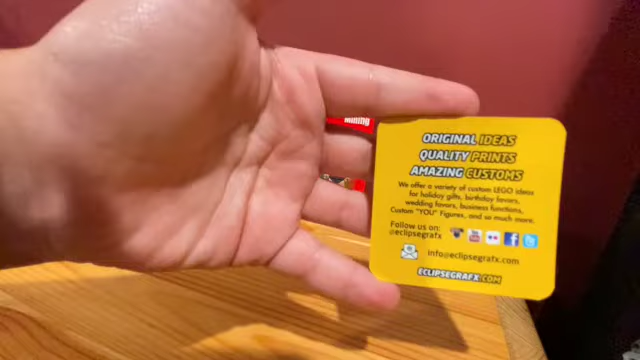 mining
ORIGINAL IDEAS
QUALITY PRINTS
AMAZING CUSTOMS
We offer a variety of custom LEGO ideas
for holiday gifts, birthday favors,
wedding favors, business functions,
Custom "YOU" Figures, and so much more.
Follow us on:
@eclipsegrafx
You
info@eclipsegrafx.com
ECLIPSEGRAFX.COM